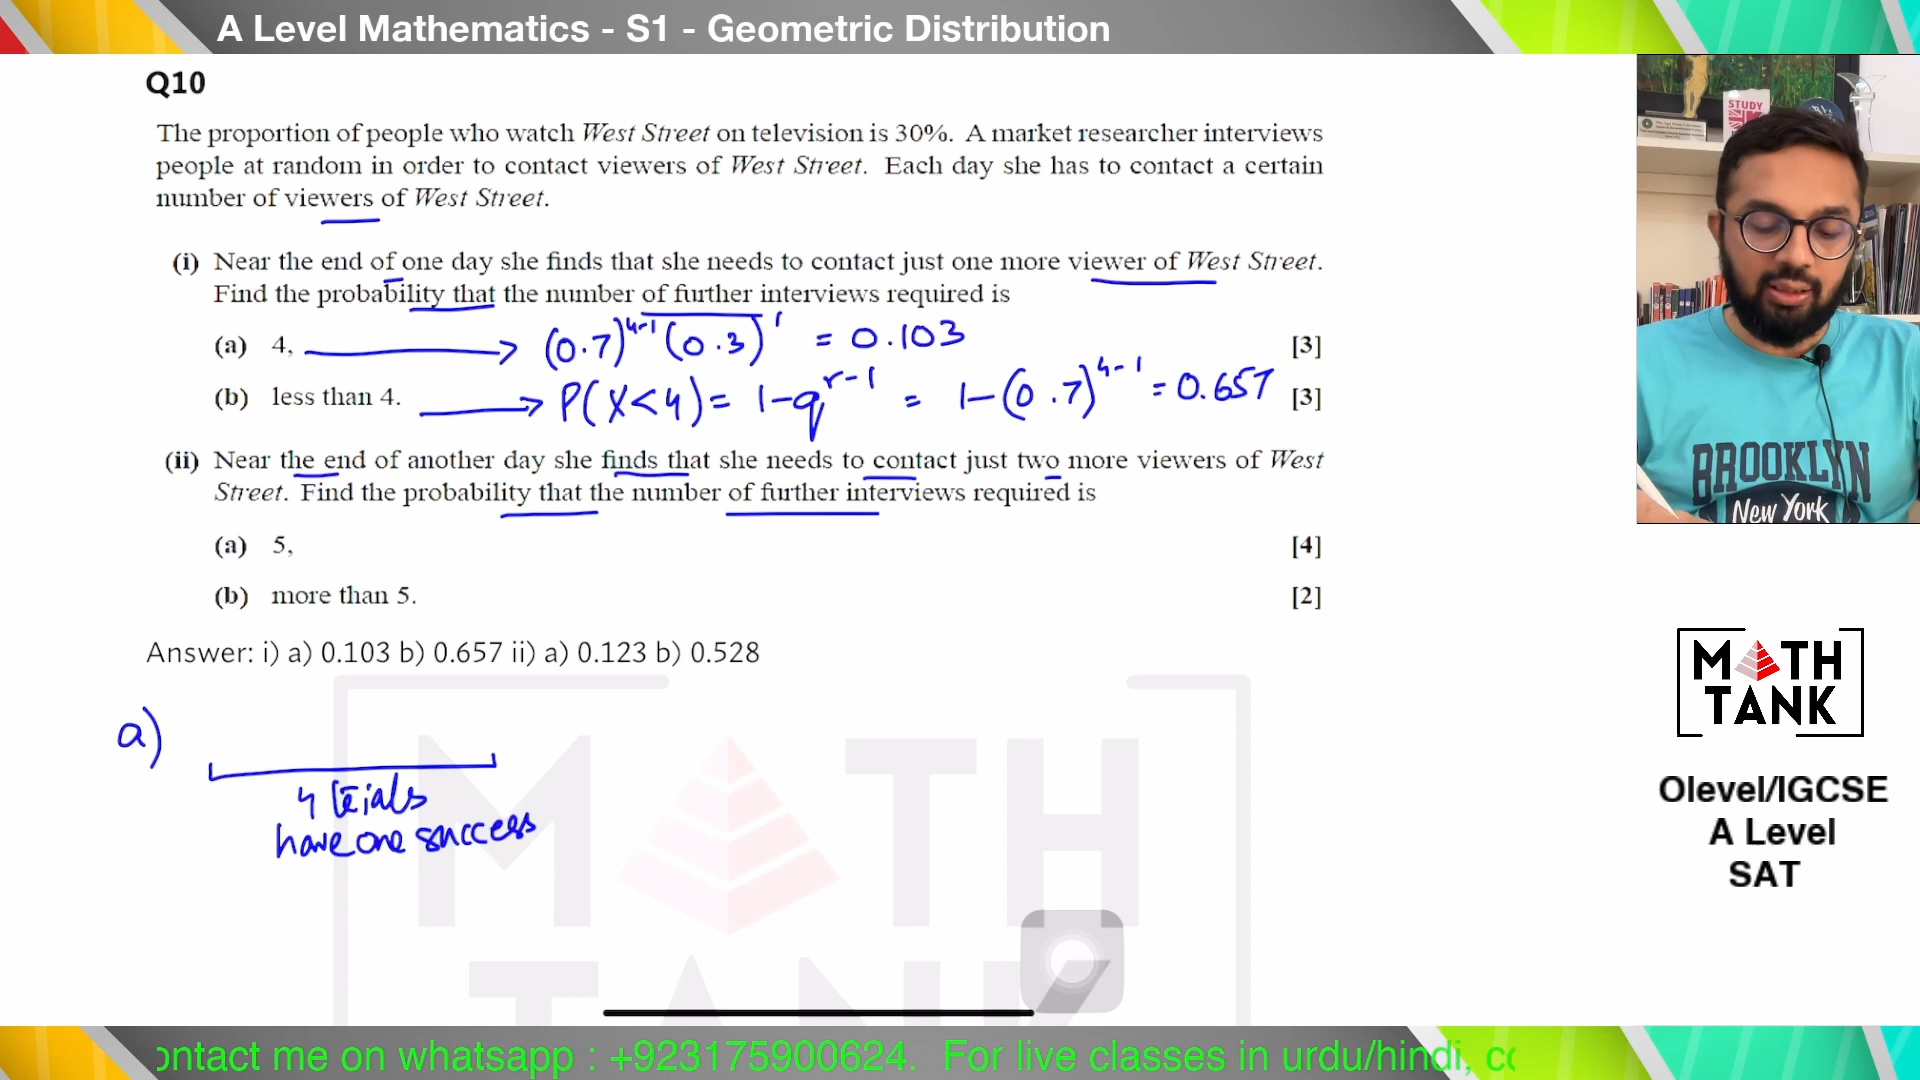 A Level Mathematics - S1 - Geometric Distribution
Q10
The proportion of people who watch West Street on television is 30%. A market researcher interviews
people at random in order to contact viewers of West Street. Each day she has to contact a certain
number of viewers of West Street.
(i) Near the end of one day she finds that she needs to contact just one more viewer of West Street.
Find the probability that the number of further interviews required is
(a) 4, → (0.7)^4-1 (0.3)^1 = 0.103 [3]
(b) less than 4. → P(X<4) = 1-q^r-1 = 1-(0.7)^4-1 = 0.657 [3]
(ii) Near the end of another day she finds that she needs to contact just two more viewers of West
Street. Find the probability that the number of further interviews required is
(a) 5, [4]
(b) more than 5. [2]
Answer: i) a) 0.103 b) 0.657 ii) a) 0.123 b) 0.528
a)
4 trials
have one success
STUDY
BROOKLYN
New York
MATH
TANK
Olevel/IGCSE
A Level
SAT
MATH
TANK
ontact me on whatsapp : +923175900624. For live classes in urdu/hindi, co